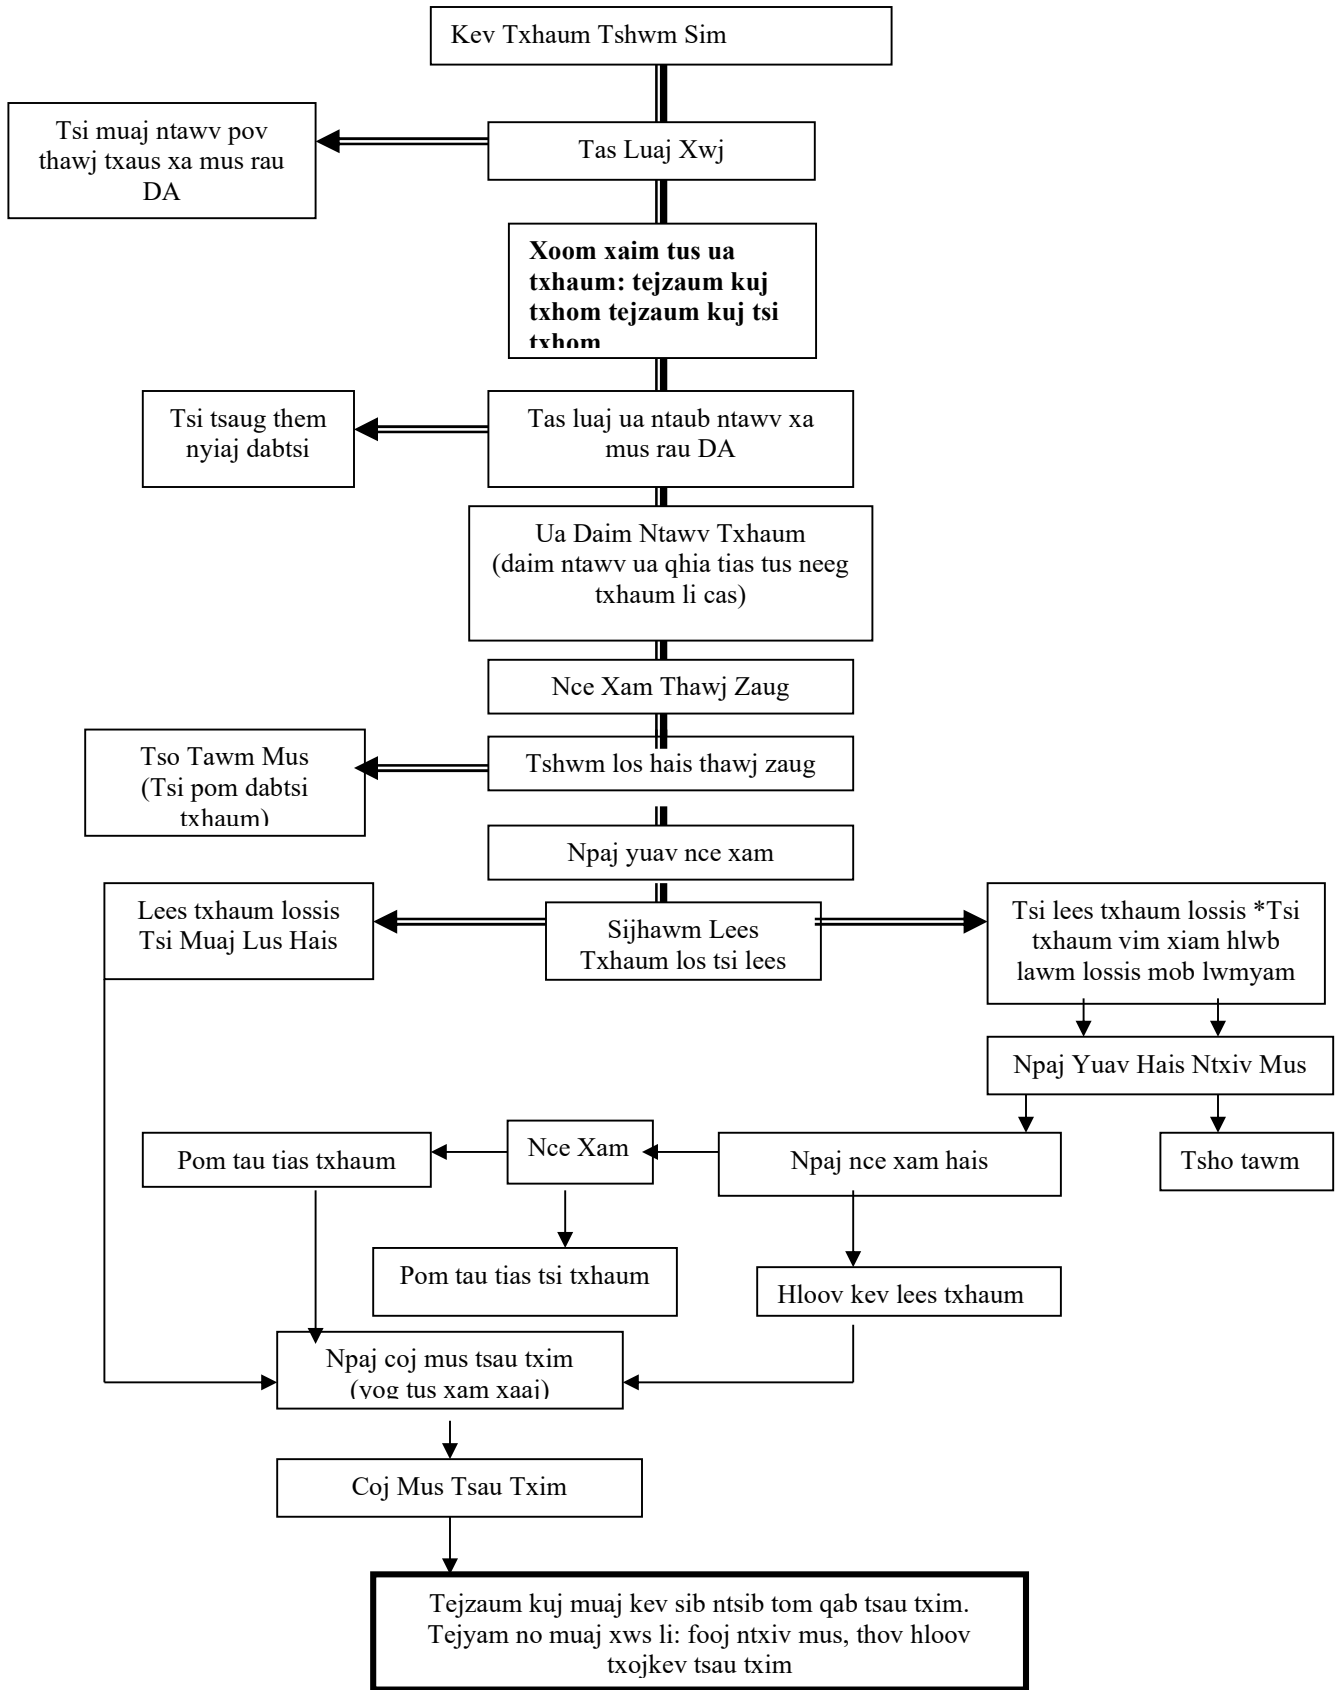 Kev Txhaum Tshwm Sim
Tsi muaj ntawv pov
thawj txaus xa mus rau
DA
Tas Luaj Xwj
Xoom xaim tus ua
txhaum: tejzaum kuj
txhom tejzaum kuj tsi
txhom
Tsi tsaug them
nyiaj dabtsi
Tas luaj ua ntaub ntawv xa
mus rau DA
Ua Daim Ntawv Txhaum
(daim ntawv ua qhia tias tus neeg
txhaum li cas)
Nce Xam Thawj Zaug
Tso Tawm Mus
(Tsi pom dabtsi
txhaum)
Tshwm los hais thawj zaug
Npaj yuav nce xam
Lees txhaum lossis
Tsi Muaj Lus Hais
Sijhawm Lees
Txhaum los tsi lees
Tsi lees txhaum lossis *Tsi
txhaum vim xiam hlwb
lawm lossis mob lwmyam
Npaj Yuav Hais Ntxiv Mus
Pom tau tias txhaum
Nce Xam
Npaj nce xam hais
Tsho tawm
Pom tau tias tsi txhaum
Hloov kev lees txhaum
Npaj coj mus tsau txim
(yog tus xam xaaj)
Coj Mus Tsau Txim
Tejzaum kuj muaj kev sib ntsib tom qab tsau txim.
Tejyam no muaj xws li: fooj ntxiv mus, thov hloov
txojkev tsau txim